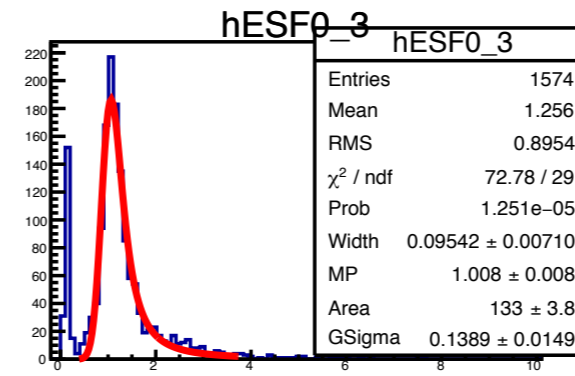 hESF0_3
hESF0_3
Entries 1574
Mean 1.256
RMS 0.8954
χ² / ndf 72.78 / 29
Prob 1.251e−05
Width 0.09542 ± 0.00710
MP 1.008 ± 0.008
Area 133 ± 3.8
GSigma 0.1389 ± 0.0149
220
200
180
160
140
120
100
80
60
40
20
0
0 2 4 6 8 10